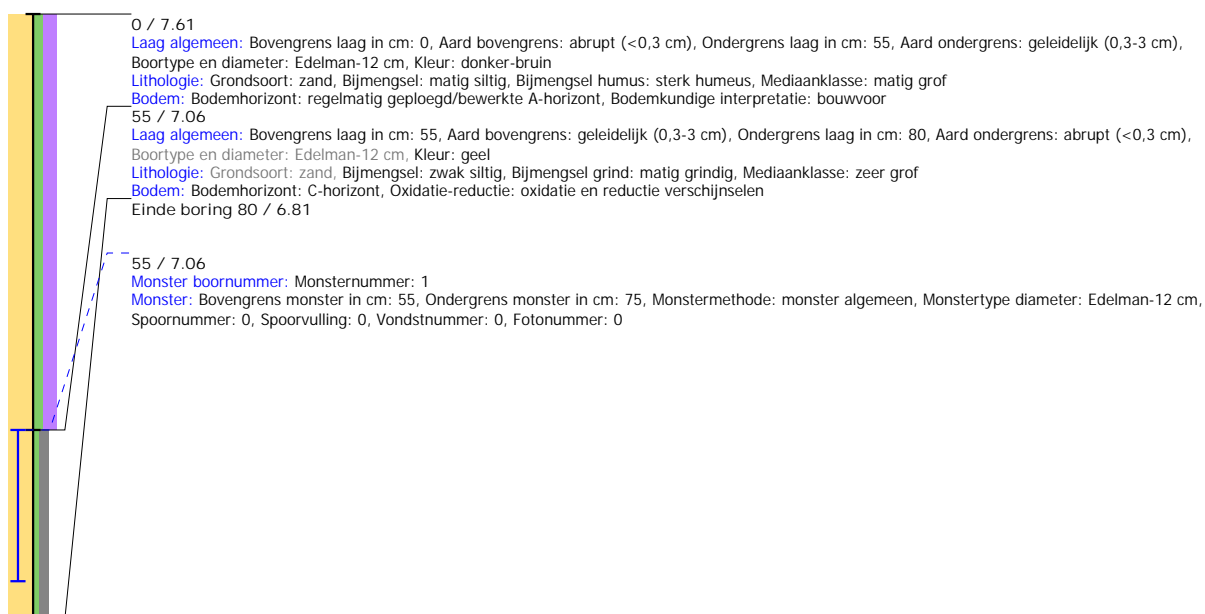 0 / 7.61
Laag algemeen: Bovengrens laag in cm: 0, Aard bovengrens: abrupt (<0,3 cm), Ondergrens laag in cm: 55, Aard ondergrens: geleidelijk (0,3-3 cm),
Boortype en diameter: Edelman-12 cm, Kleur: donker-bruin
Lithologie: Grondsoort: zand, Bijmengsel: matig siltig, Bijmengsel humus: sterk humeus, Mediaanklasse: matig grof
Bodem: Bodemhorizont: regelmatig geploegd/bewerkte A-horizont, Bodemkundige interpretatie: bouwvoor
55 / 7.06
Laag algemeen: Bovengrens laag in cm: 55, Aard bovengrens: geleidelijk (0,3-3 cm), Ondergrens laag in cm: 80, Aard ondergrens: abrupt (<0,3 cm),
Boortype en diameter: Edelman-12 cm, Kleur: geel
Lithologie: Grondsoort: zand, Bijmengsel: zwak siltig, Bijmengsel grind: matig grindig, Mediaanklasse: zeer grof
Bodem: Bodemhorizont: C-horizont, Oxidatie-reductie: oxidatie en reductie verschijnselen
Einde boring 80 / 6.81
55 / 7.06
Monster boornummer: Monsternummer: 1
Monster: Bovengrens monster in cm: 55, Ondergrens monster in cm: 75, Monstermethode: monster algemeen, Monstertype diameter: Edelman-12 cm,
Spoornummer: 0, Spoorvulling: 0, Vondstnummer: 0, Fotonummer: 0